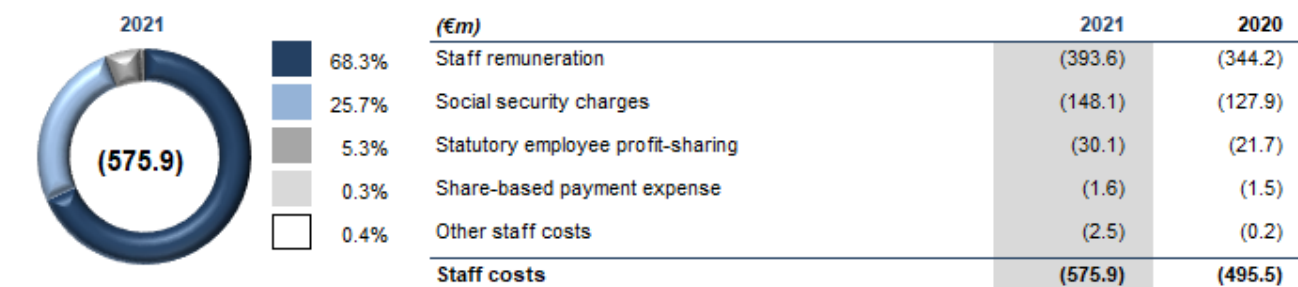 2021
(575.9)
68.3%
25.7%
5.3%
0.3%
0.4%
(€m) 2021 2020
Staff remuneration (393.6) (344.2)
Social security charges (148.1) (127.9)
Statutory employee profit-sharing (30.1) (21.7)
Share-based payment expense (1.6) (1.5)
Other staff costs (2.5) (0.2)
Staff costs (575.9) (495.5)